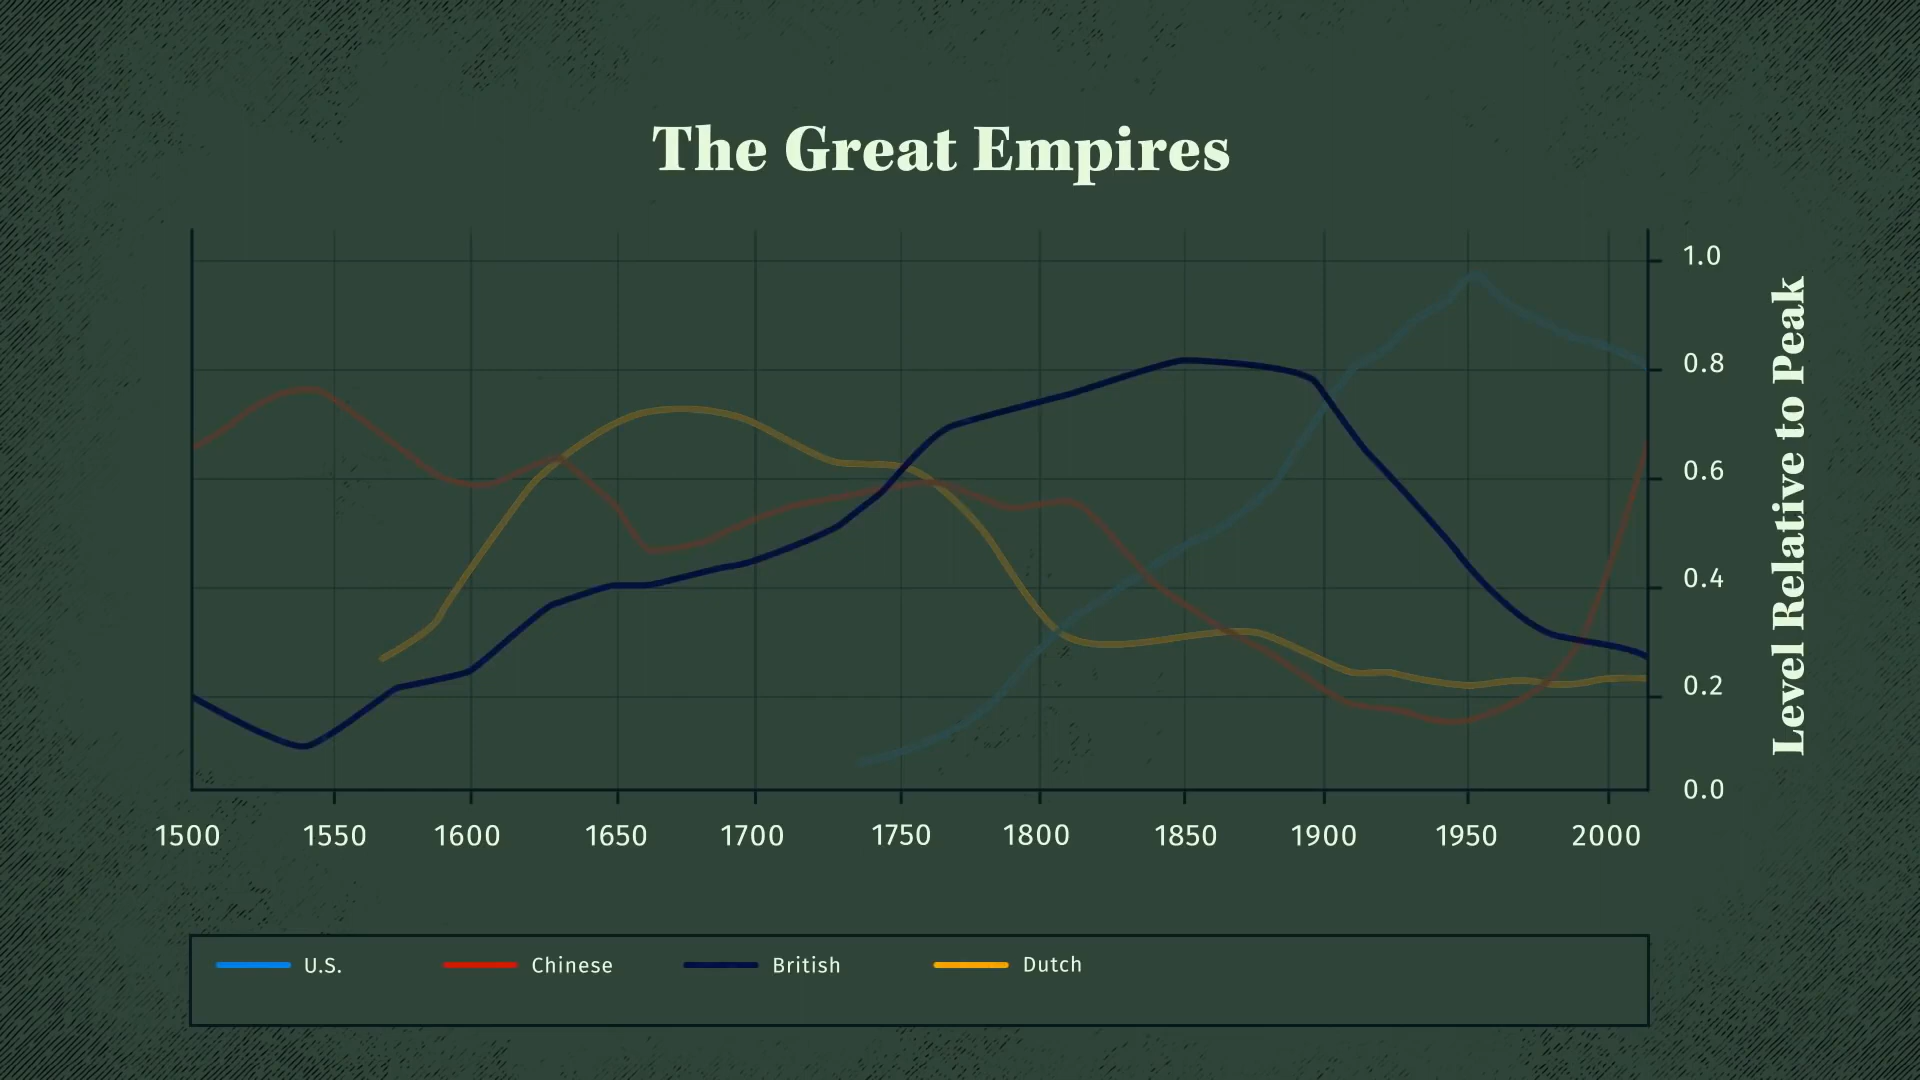 The Great Empires
1.0
0.8
0.6
0.4
0.2
0.0
Level Relative to Peak
1500 1550 1600 1650 1700 1750 1800 1850 1900 1950 2000
U.S. Chinese British Dutch